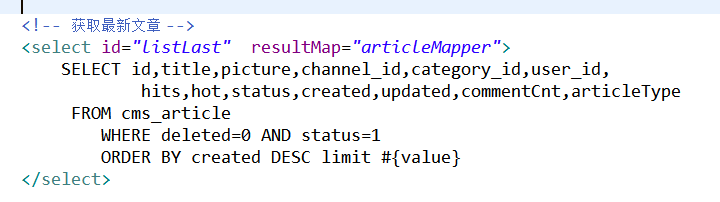 <!-- 获取最新文章 -->
<select id="listLast"  resultMap="articleMapper">
    SELECT id,title,picture,channel_id,category_id,user_id,
            hits,hot,status,created,updated,commentCnt,articleType
     FROM cms_article
        WHERE deleted=0 AND status=1
        ORDER BY created DESC limit #{value}
</select>